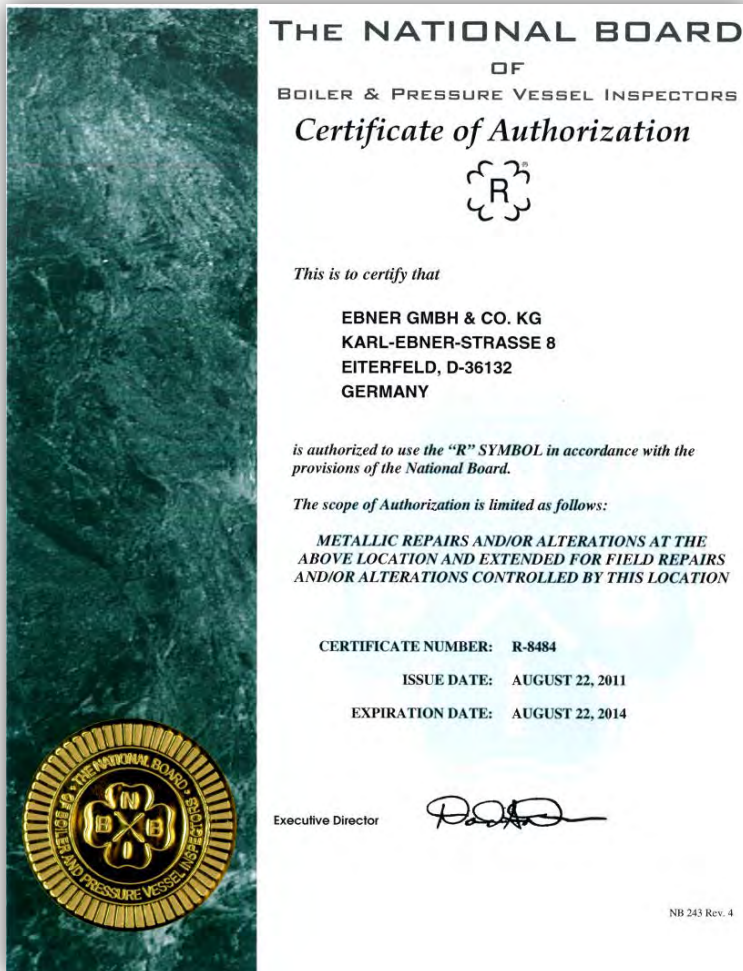 THE NATIONAL BOARD
OF
BOILER & PRESSURE VESSEL INSPECTORS
Certificate of Authorization
R®
This is to certify that
EBNER GMBH & CO. KG
KARL-EBNER-STRASSE 8
EITERFELD, D-36132
GERMANY
is authorized to use the “R” SYMBOL in accordance with the
provisions of the National Board.
The scope of Authorization is limited as follows:
METALLIC REPAIRS AND/OR ALTERATIONS AT THE
ABOVE LOCATION AND EXTENDED FOR FIELD REPAIRS
AND/OR ALTERATIONS CONTROLLED BY THIS LOCATION
CERTIFICATE NUMBER: R-8484
ISSUE DATE: AUGUST 22, 2011
EXPIRATION DATE: AUGUST 22, 2014
THE NATIONAL BOARD
OF BOILER AND PRESSURE VESSEL INSPECTORS
N
B B
I
Executive Director
NB 243 Rev. 4